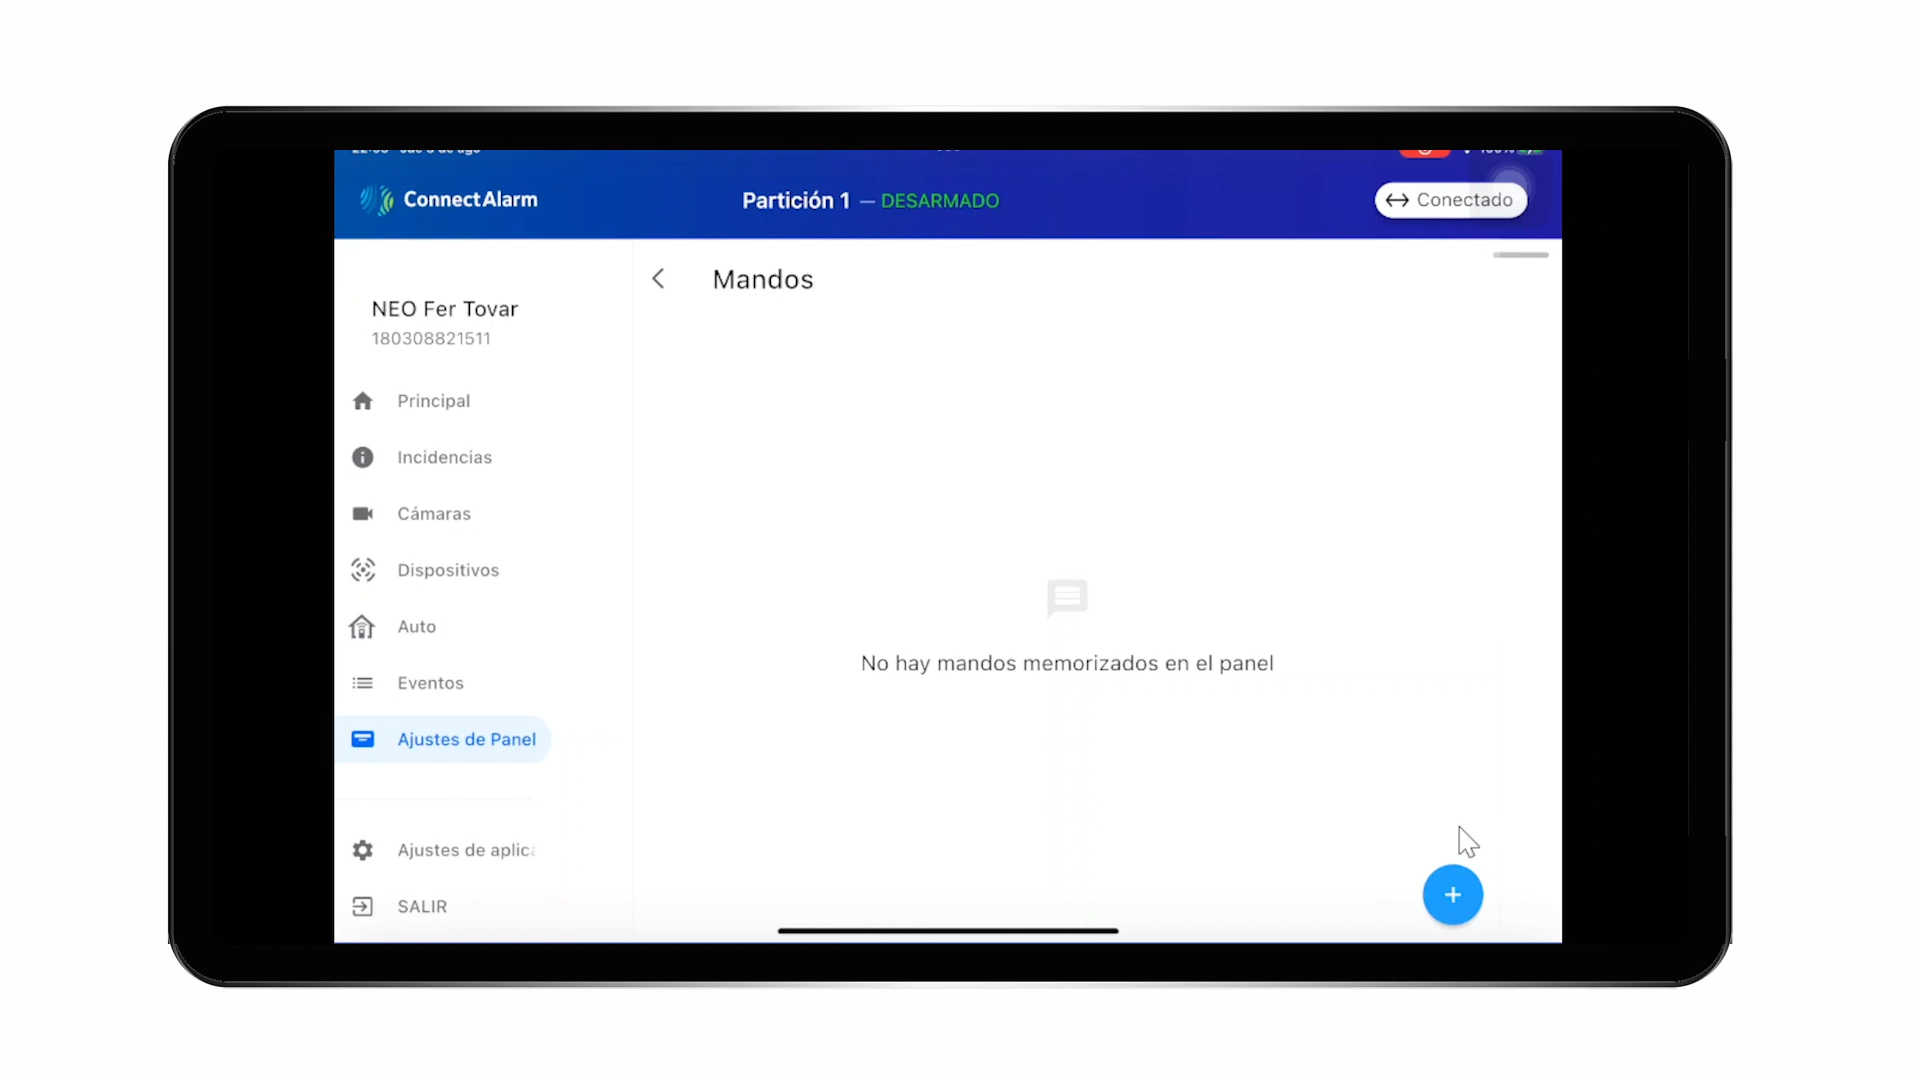 ConnectAlarm
Partición 1 — DESARMADO
Conectado
Mandos
NEO Fer Tovar
180308821511
Principal
Incidencias
Cámaras
Dispositivos
Auto
Eventos
Ajustes de Panel
Ajustes de aplica
SALIR
No hay mandos memorizados en el panel